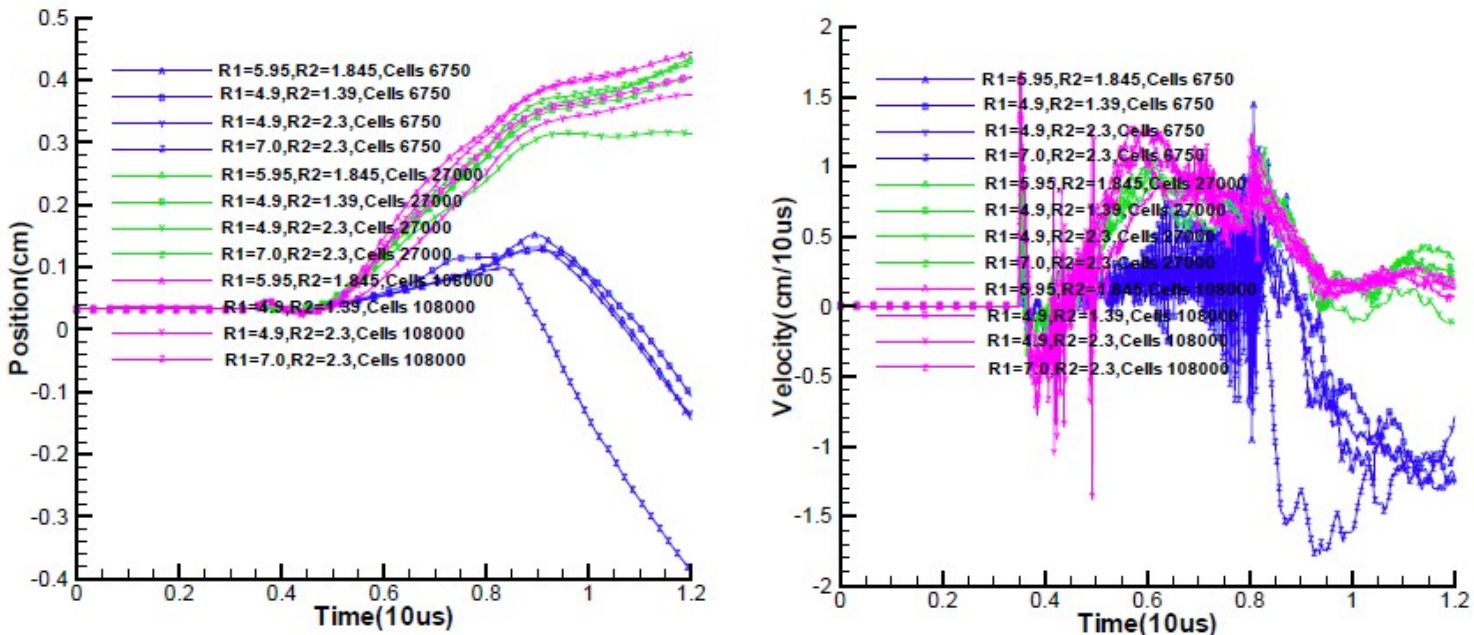 0.5
0.4
0.3
0.2
0.1
0
-0.1
-0.2
-0.3
-0.4
Position(cm)
R1=5.95,R2=1.845,Cells 6750
R1=4.9,R2=1.39,Cells 6750
R1=4.9,R2=2.3,Cells 6750
R1=7.0,R2=2.3,Cells 6750
R1=5.95,R2=1.845,Cells 27000
R1=4.9,R2=1.39,Cells 27000
R1=4.9,R2=2.3,Cells 27000
R1=7.0,R2=2.3,Cells 27000
R1=5.95,R2=1.845,Cells 108000
R1=4.9,R2=1.39,Cells 108000
R1=4.9,R2=2.3,Cells 108000
R1=7.0,R2=2.3,Cells 108000
0 0.2 0.4 0.6 0.8 1 1.2
Time(10us)
2
1.5
1
0.5
0
-0.5
-1
-1.5
-2
Velocity(cm/10us)
R1=5.95,R2=1.845,Cells 6750
R1=4.9,R2=1.39,Cells 6750
R1=4.9,R2=2.3,Cells 6750
R1=7.0,R2=2.3,Cells 6750
R1=5.95,R2=1.845,Cells 27000
R1=4.9,R2=1.39,Cells 27000
R1=4.9,R2=2.3,Cells 27000
R1=7.0,R2=2.3,Cells 27000
R1=5.95,R2=1.845,Cells 108000
R1=4.9,R2=1.39,Cells 108000
R1=4.9,R2=2.3,Cells 108000
R1=7.0,R2=2.3,Cells 108000
0 0.2 0.4 0.6 0.8 1 1.2
Time(10us)